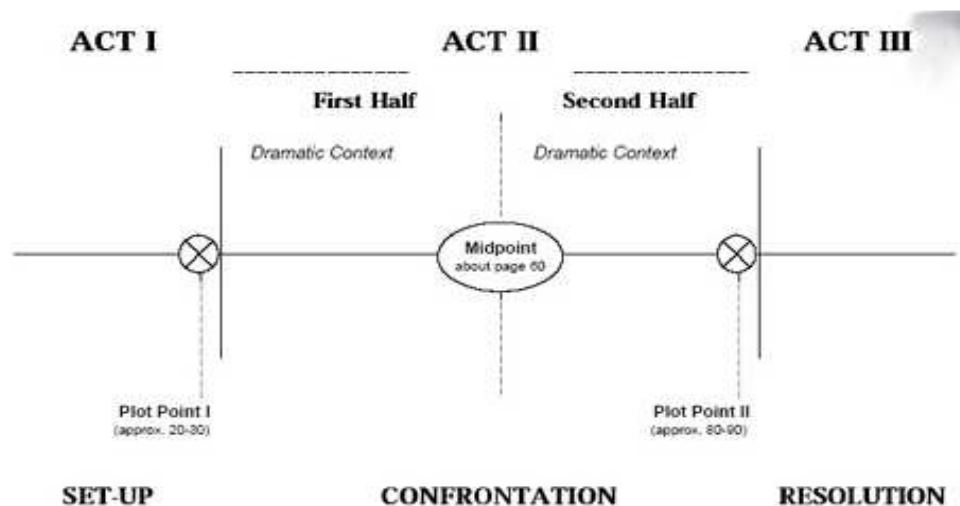 ACT I
ACT II
ACT III
First Half
Second Half
Dramatic Context
Dramatic Context
Midpoint
about page 60
Plot Point I
(approx. 20-30)
Plot Point II
(approx. 80-90)
SET-UP
CONFRONTATION
RESOLUTION